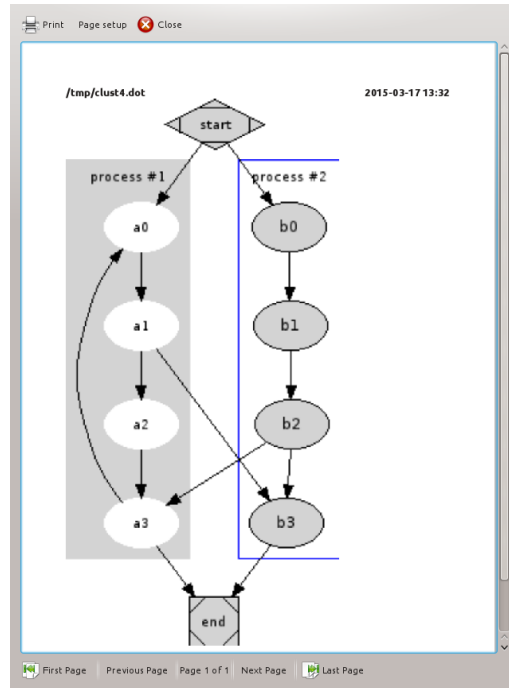 Print Page setup Close
/tmp/clust4.dot 2015-03-17 13:32
start
process #1 process #2
a0 b0
a1 b1
a2 b2
a3 b3
end
First Page Previous Page Page 1 of 1 Next Page Last Page